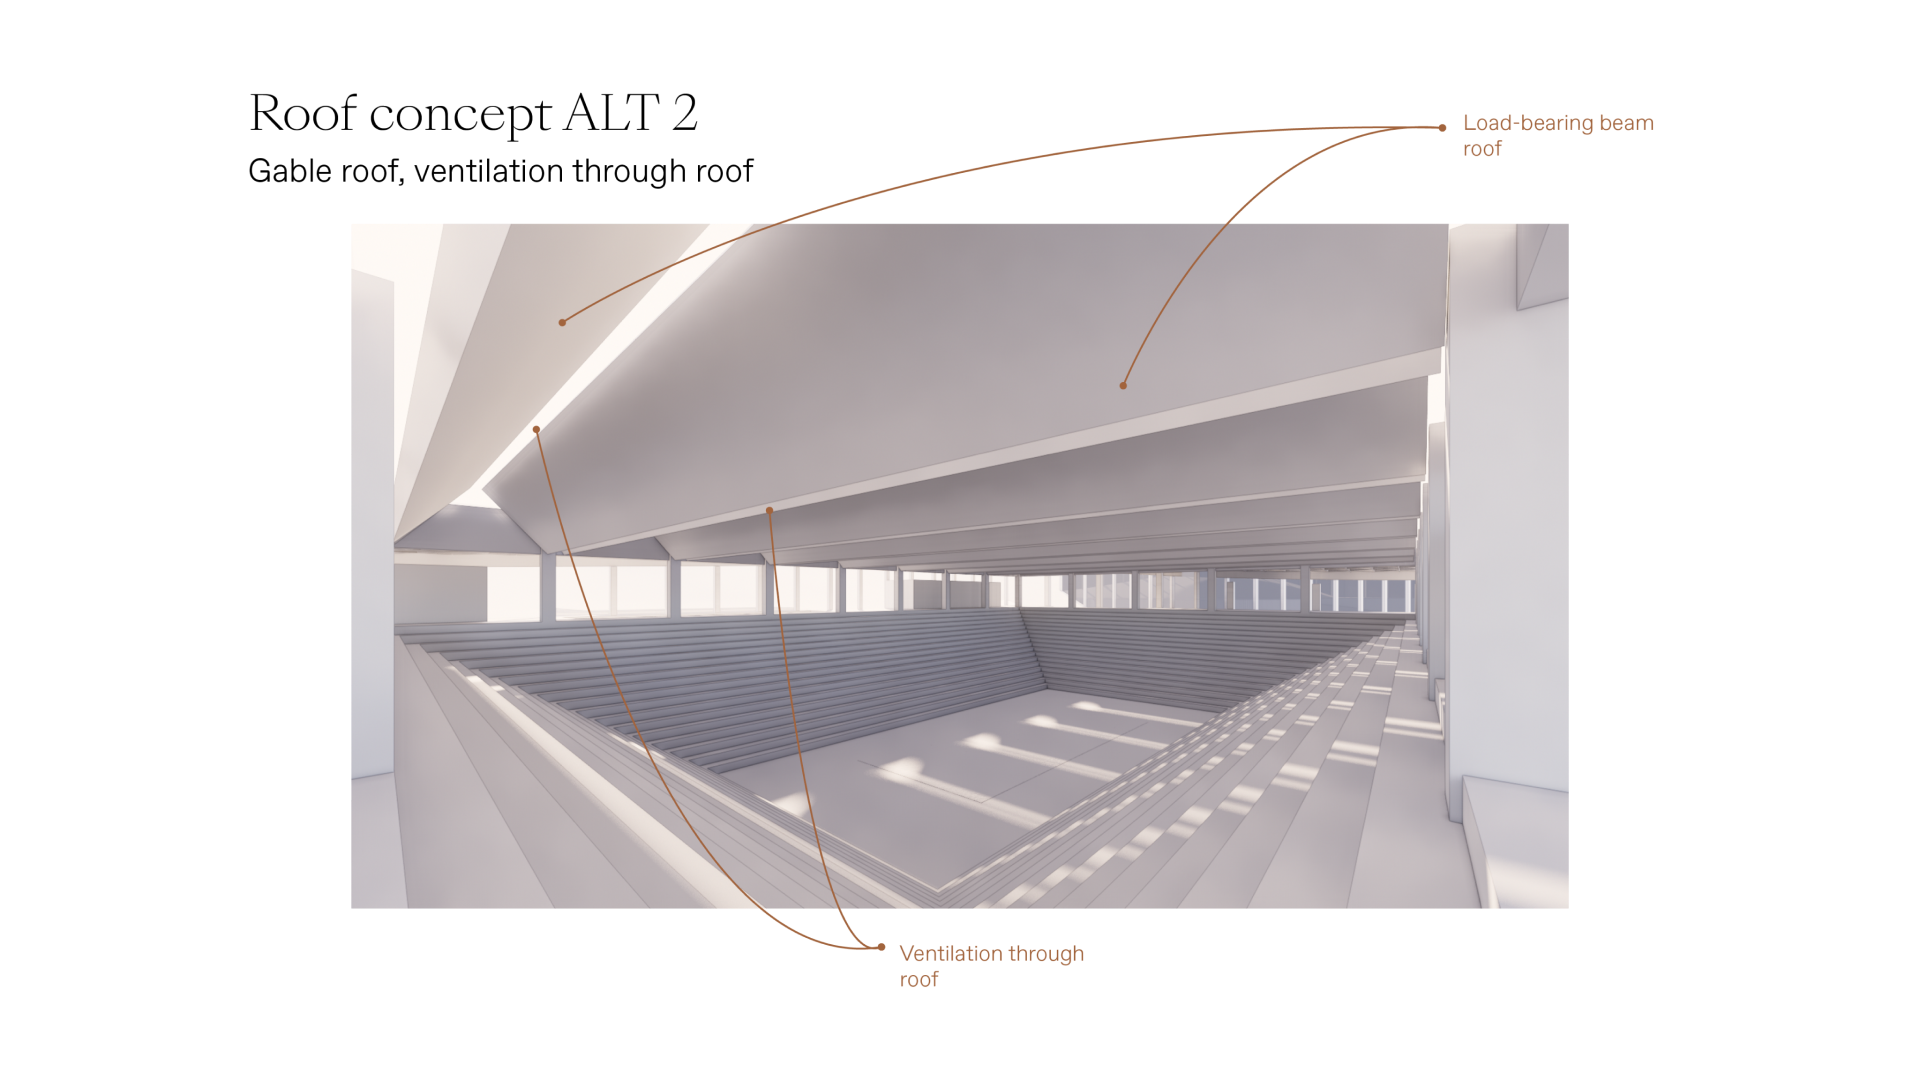 Roof concept ALT 2
Gable roof, ventilation through roof
Load-bearing beam
roof
Ventilation through
roof